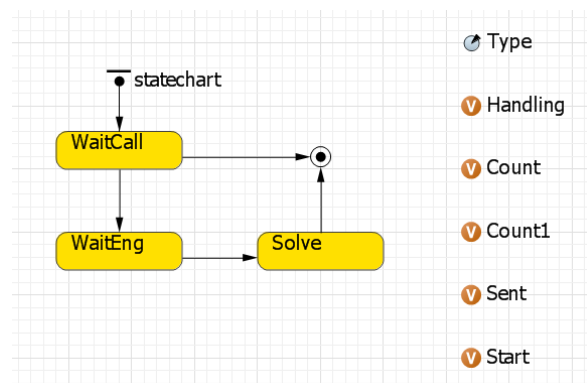 statechart
WaitCall
WaitEng
Solve
Type
V Handling
V Count
V Count1
V Sent
V Start